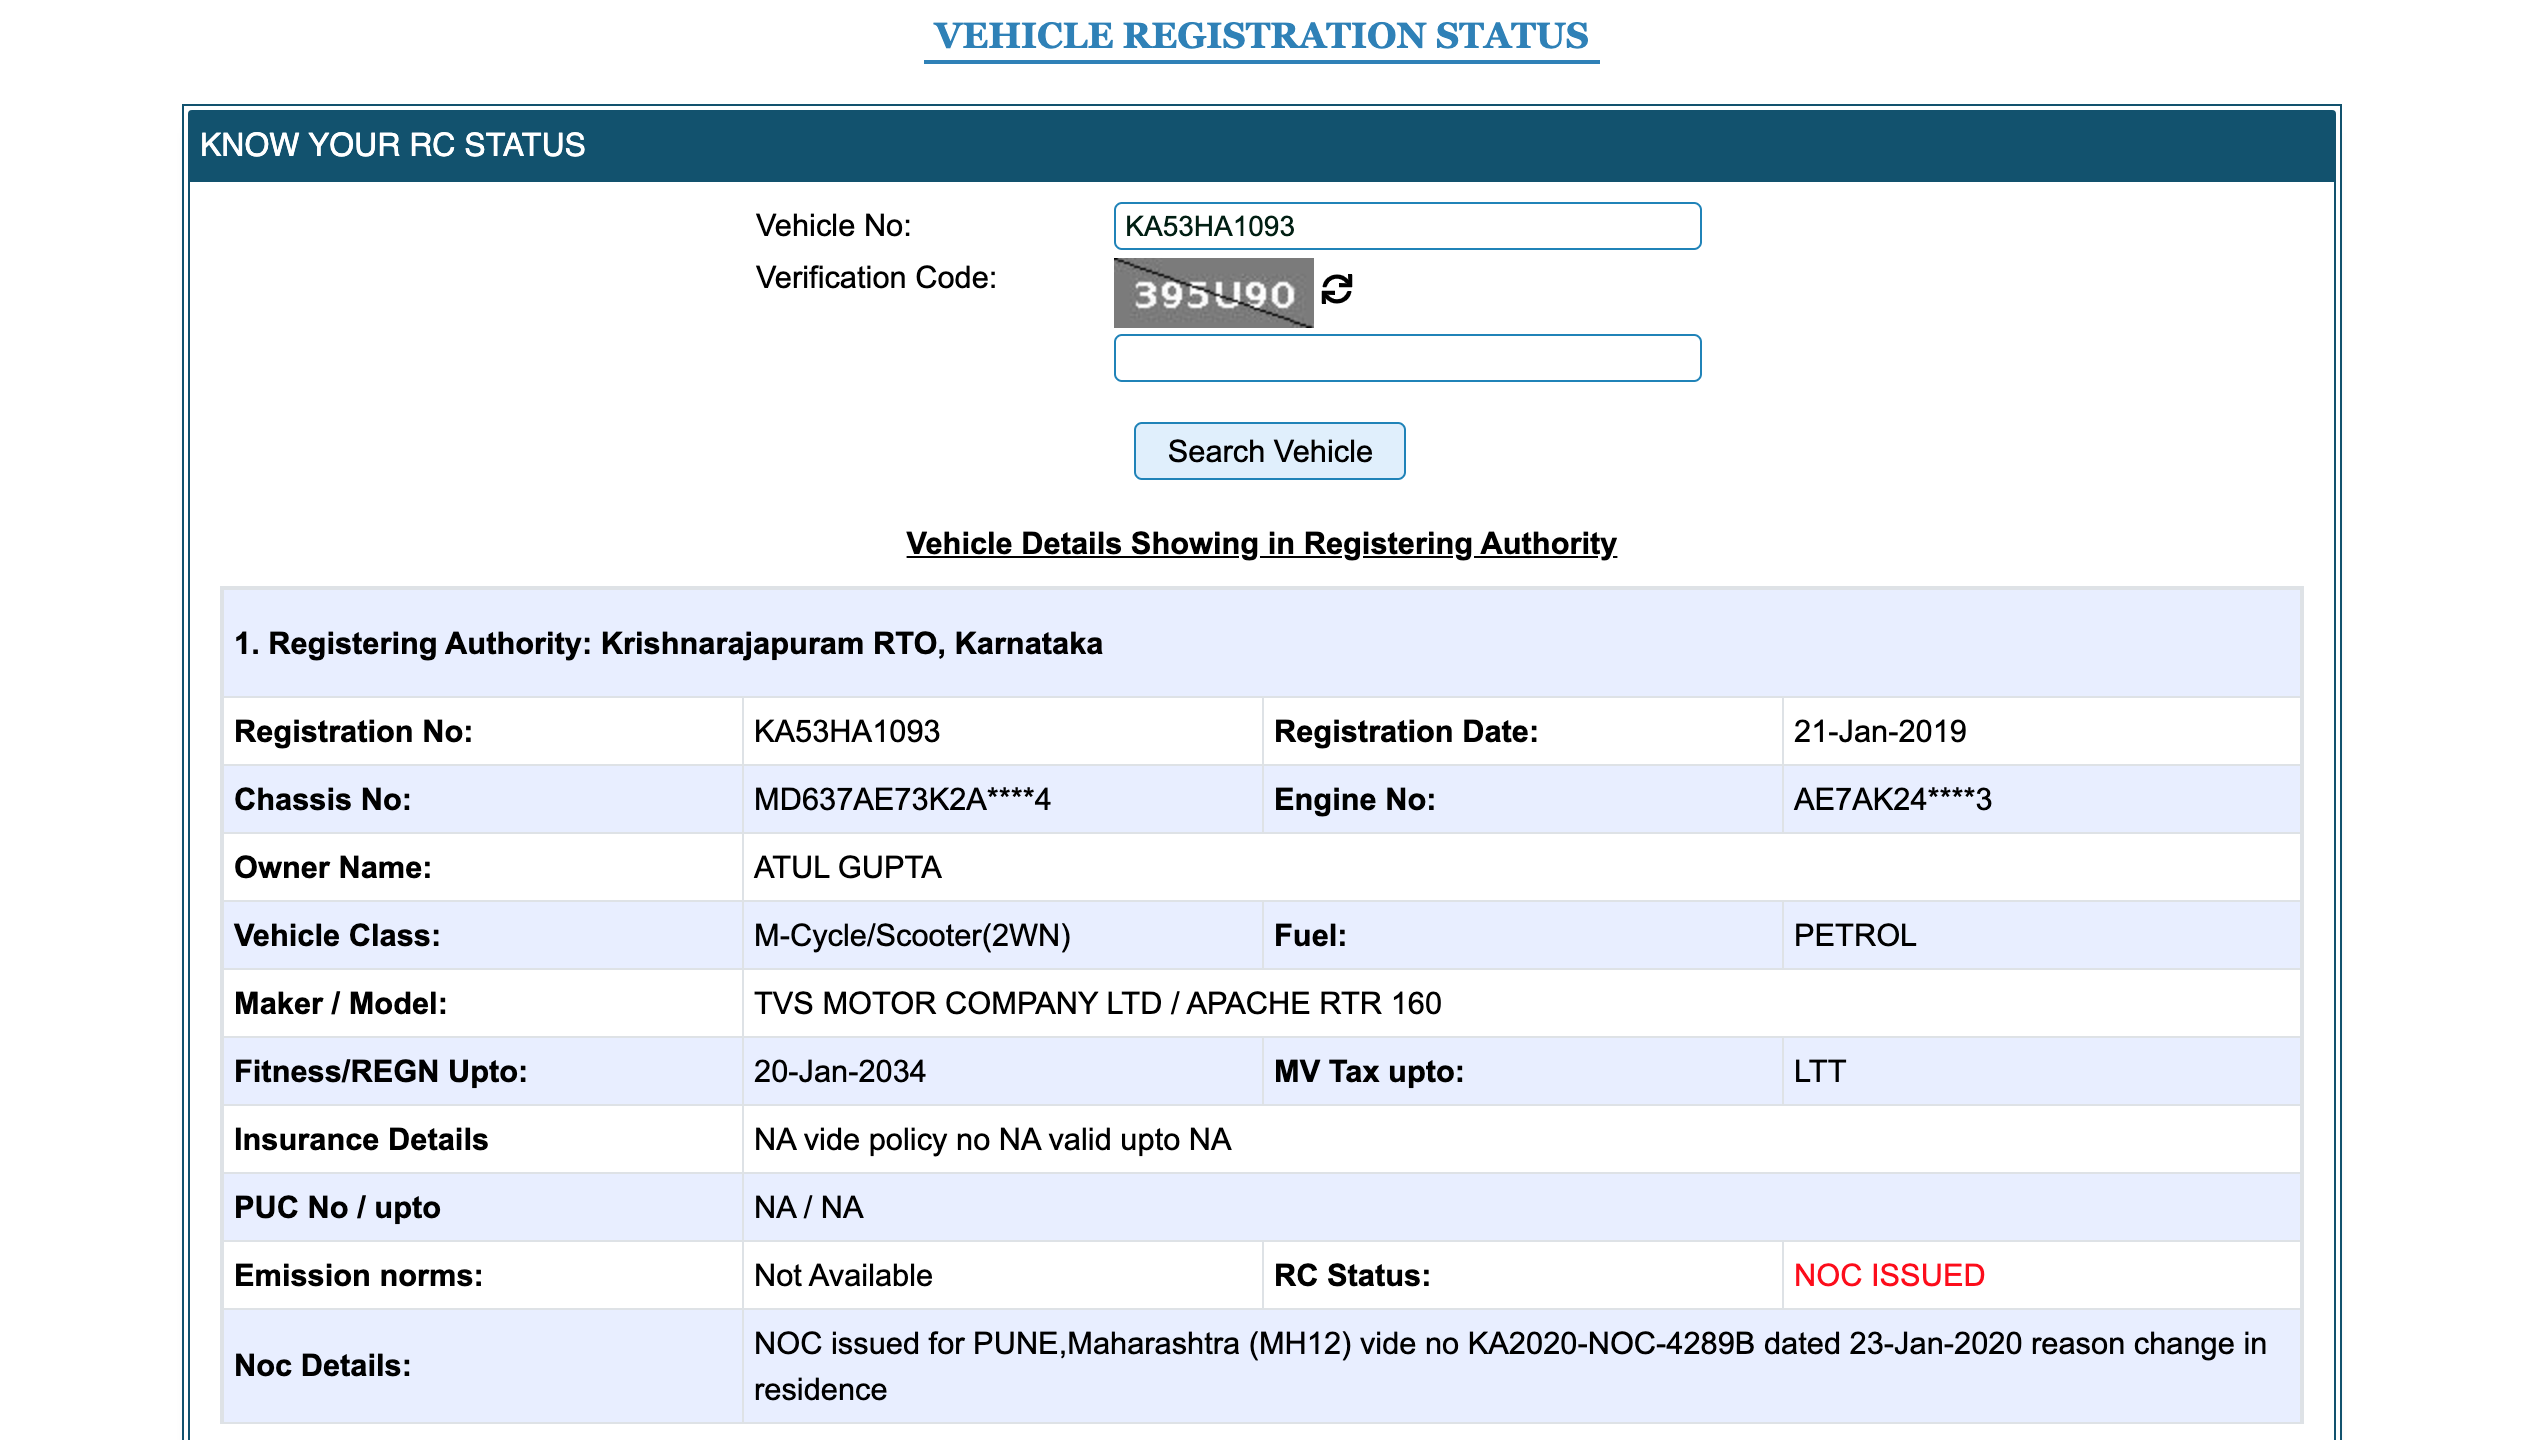 VEHICLE REGISTRATION STATUS
KNOW YOUR RC STATUS
Vehicle No: KA53HA1093
Verification Code: 395U90
Search Vehicle
Vehicle Details Showing in Registering Authority
1. Registering Authority: Krishnarajapuram RTO, Karnataka
Registration No: KA53HA1093 Registration Date: 21-Jan-2019
Chassis No: MD637AE73K2A****4 Engine No: AE7AK24****3
Owner Name: ATUL GUPTA
Vehicle Class: M-Cycle/Scooter(2WN) Fuel: PETROL
Maker / Model: TVS MOTOR COMPANY LTD / APACHE RTR 160
Fitness/REGN Upto: 20-Jan-2034 MV Tax upto: LTT
Insurance Details NA vide policy no NA valid upto NA
PUC No / upto NA / NA
Emission norms: Not Available RC Status: NOC ISSUED
Noc Details: NOC issued for PUNE,Maharashtra (MH12) vide no KA2020-NOC-4289B dated 23-Jan-2020 reason change in
residence